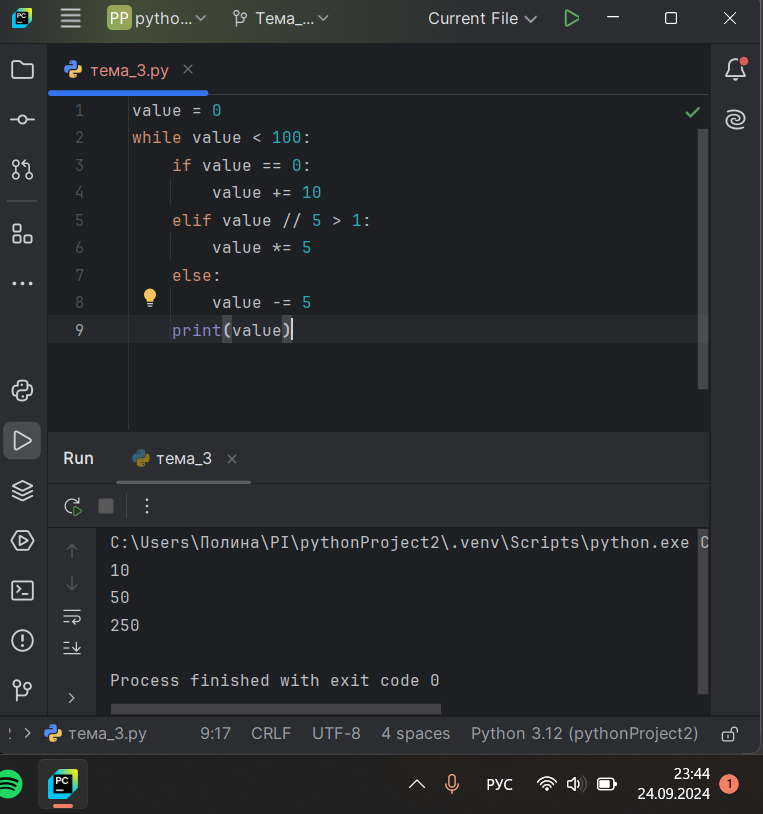 PC
PP pytho...
Тема_...
Current File
тема_3.py
1 value = 0
2 while value < 100:
3     if value == 0:
4         value += 10
5     elif value // 5 > 1:
6         value *= 5
7     else:
8         value -= 5
9     print(value)
Run
тема_3
C:\Users\Полина\PI\pythonProject2\.venv\Scripts\python.exe C
10
50
250
Process finished with exit code 0
тема_3.py
9:17
CRLF
UTF-8
4 spaces
Python 3.12 (pythonProject2)
PC
РУС
23:44
24.09.2024
1